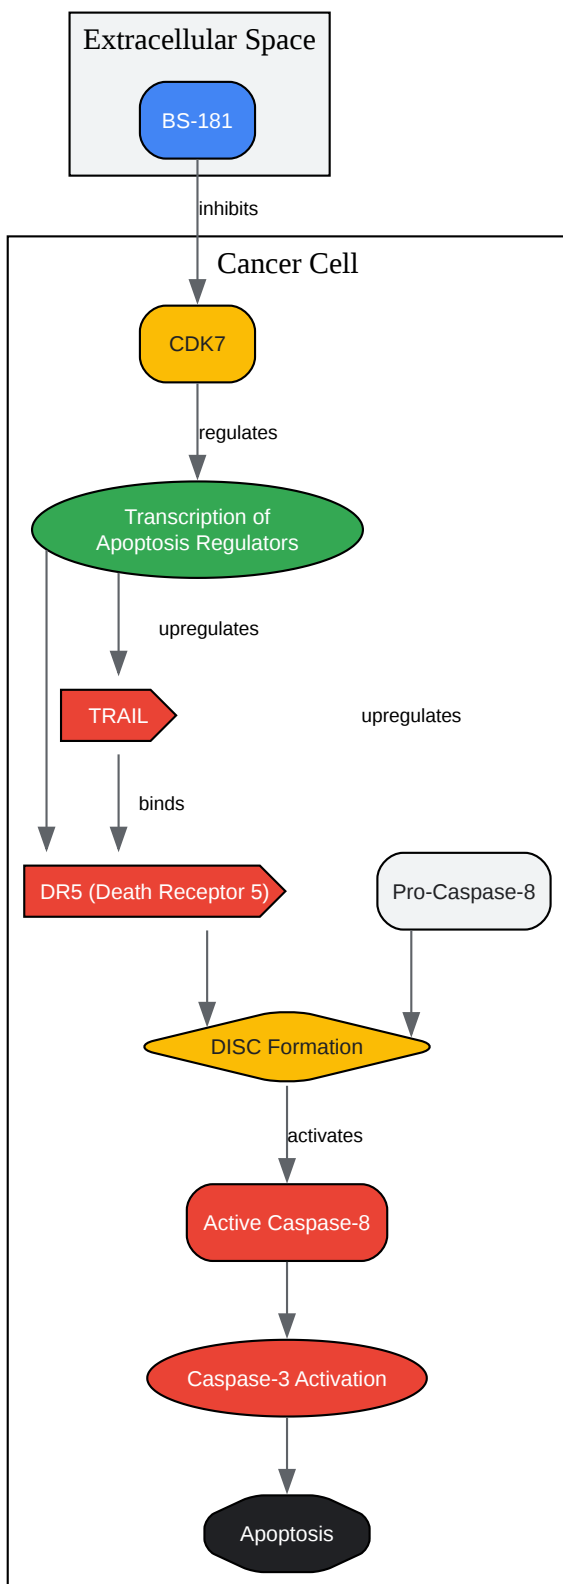 Extracellular Space
BS-181
inhibits
Cancer Cell
CDK7
regulates
Transcription of
Apoptosis Regulators
upregulates
TRAIL
upregulates
binds
DR5 (Death Receptor 5)
Pro-Caspase-8
DISC Formation
activates
Active Caspase-8
Caspase-3 Activation
Apoptosis